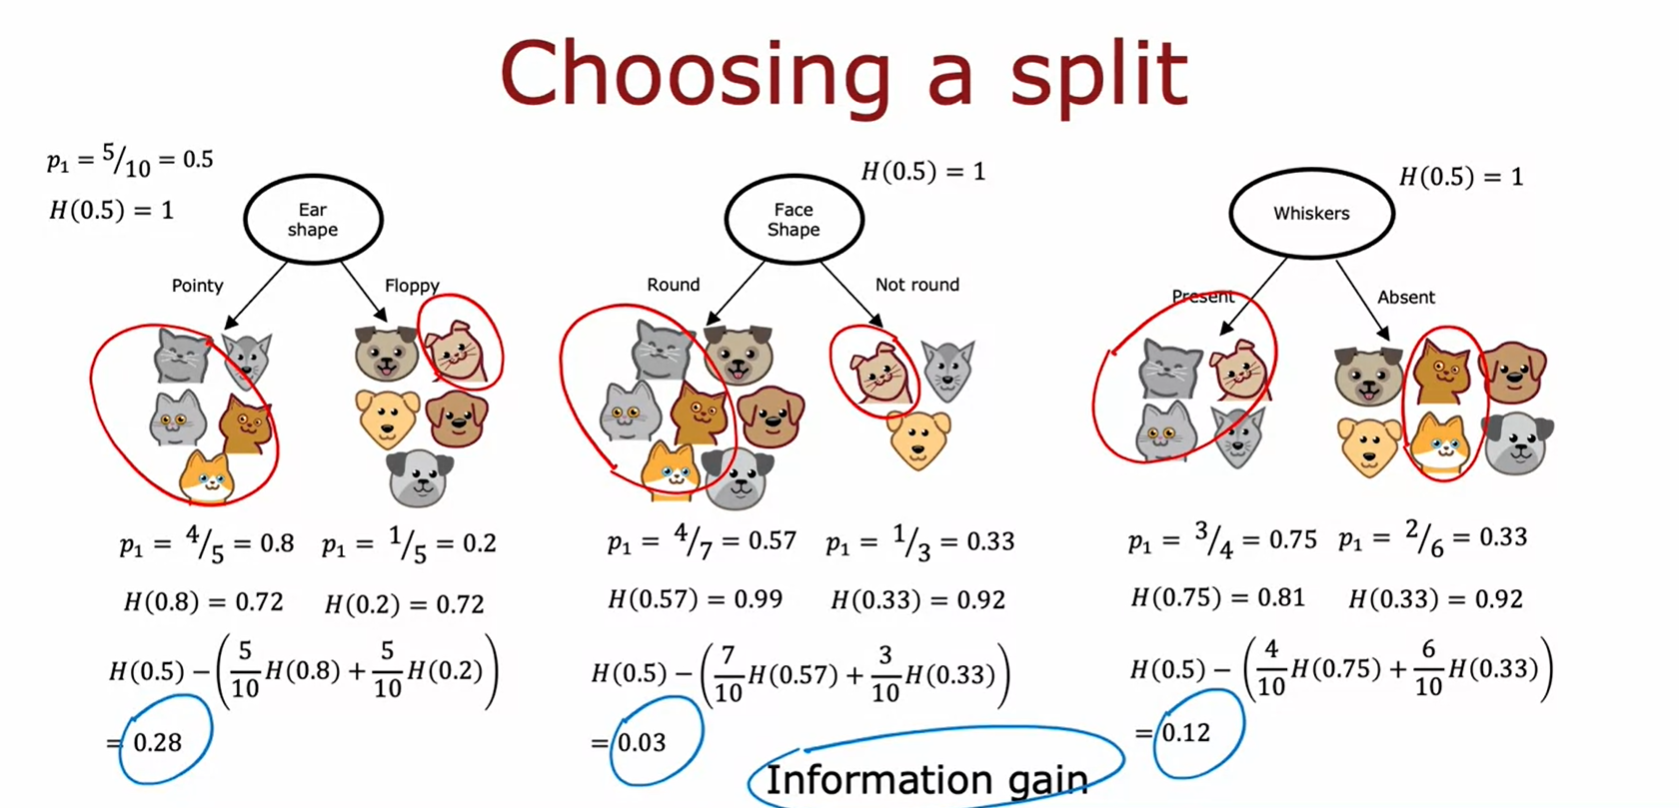 Choosing a split
p₁ = 5/10 = 0.5
H(0.5) = 1
Ear
shape
Pointy
Floppy
p₁ = 4/5 = 0.8
p₁ = 1/5 = 0.2
H(0.8) = 0.72
H(0.2) = 0.72
H(0.5) − (5/10 H(0.8) + 5/10 H(0.2))
= 0.28
H(0.5) = 1
Face
Shape
Round
Not round
p₁ = 4/7 = 0.57
p₁ = 1/3 = 0.33
H(0.57) = 0.99
H(0.33) = 0.92
H(0.5) − (7/10 H(0.57) + 3/10 H(0.33))
= 0.03
H(0.5) = 1
Whiskers
Present
Absent
p₁ = 3/4 = 0.75
p₁ = 2/6 = 0.33
H(0.75) = 0.81
H(0.33) = 0.92
H(0.5) − (4/10 H(0.75) + 6/10 H(0.33))
= 0.12
Information gain